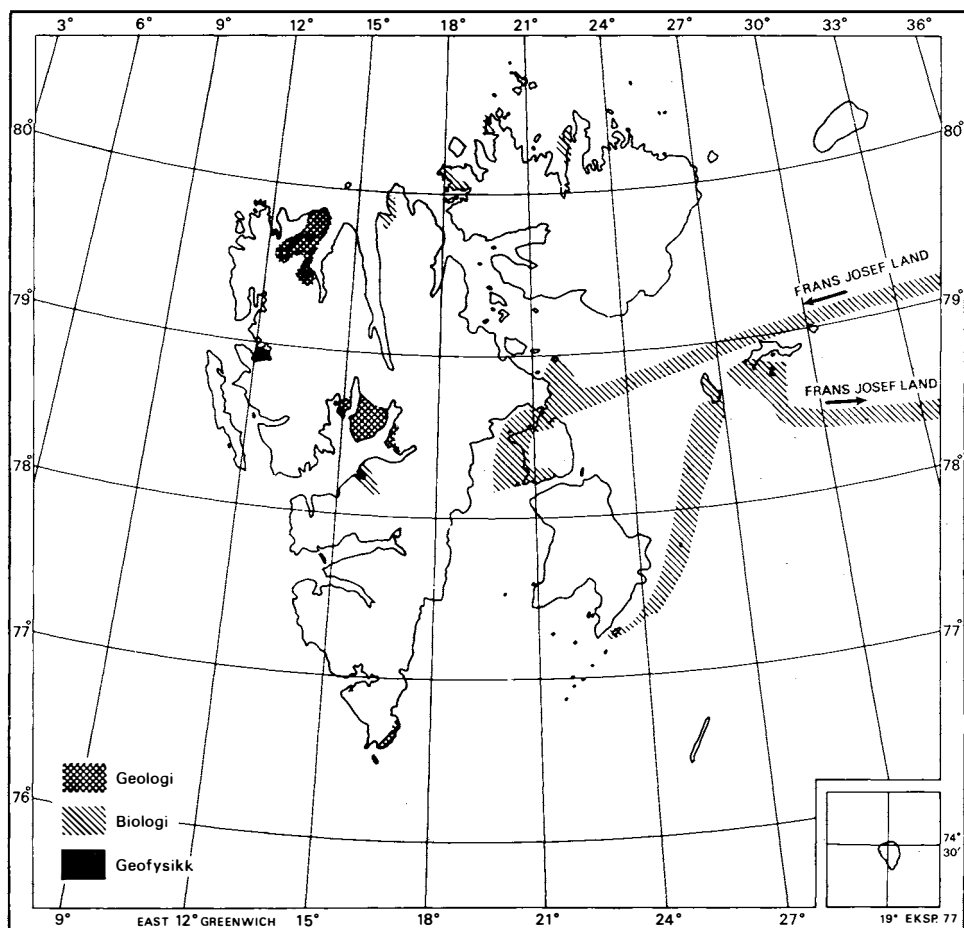 3° 6° 9° 12° 15° 18° 21° 24° 27° 30° 33° 36°
80° 80°
79° 79°
FRANS JOSEF LAND
FRANS JOSEF LAND
78° 78°
77° 77°
76°
Geologi
Biologi
Geofysikk
74°
30'
9° EAST 12° GREENWICH 15° 18° 21° 24° 27° 19° EKSP. 77